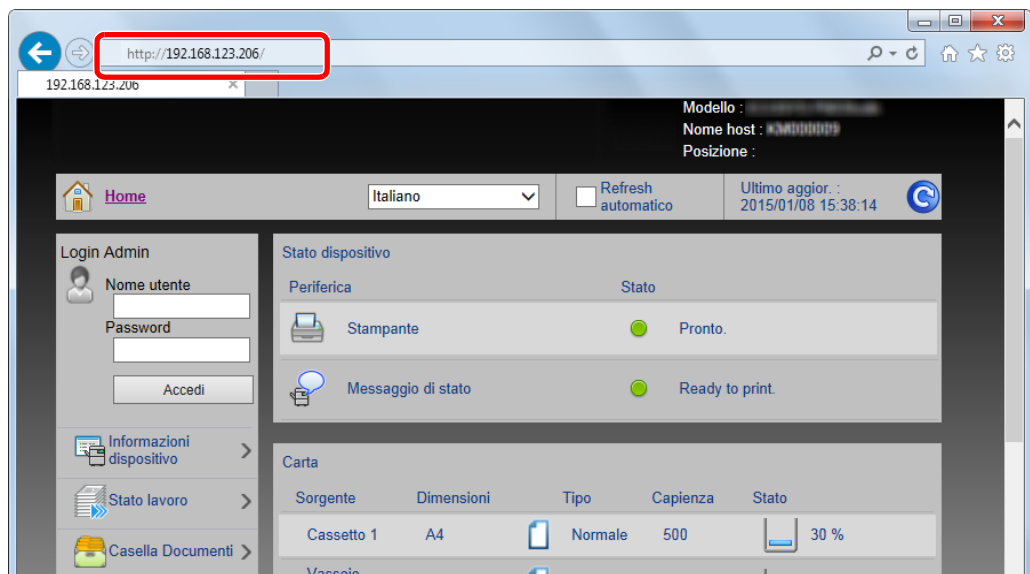 http://192.168.123.206/
192.168.123.206
Modello :
Nome host :
Posizione :
Home
Italiano
Refresh
automatico
Ultimo aggior. :
2015/01/08 15:38:14
Login Admin
Nome utente
Password
Accedi
Informazioni
dispositivo
Stato lavoro
Casella Documenti
Stato dispositivo
Periferica Stato
Stampante Pronto.
Messaggio di stato Ready to print.
Carta
Sorgente Dimensioni Tipo Capienza Stato
Cassetto 1 A4 Normale 500 30 %
Vassoio